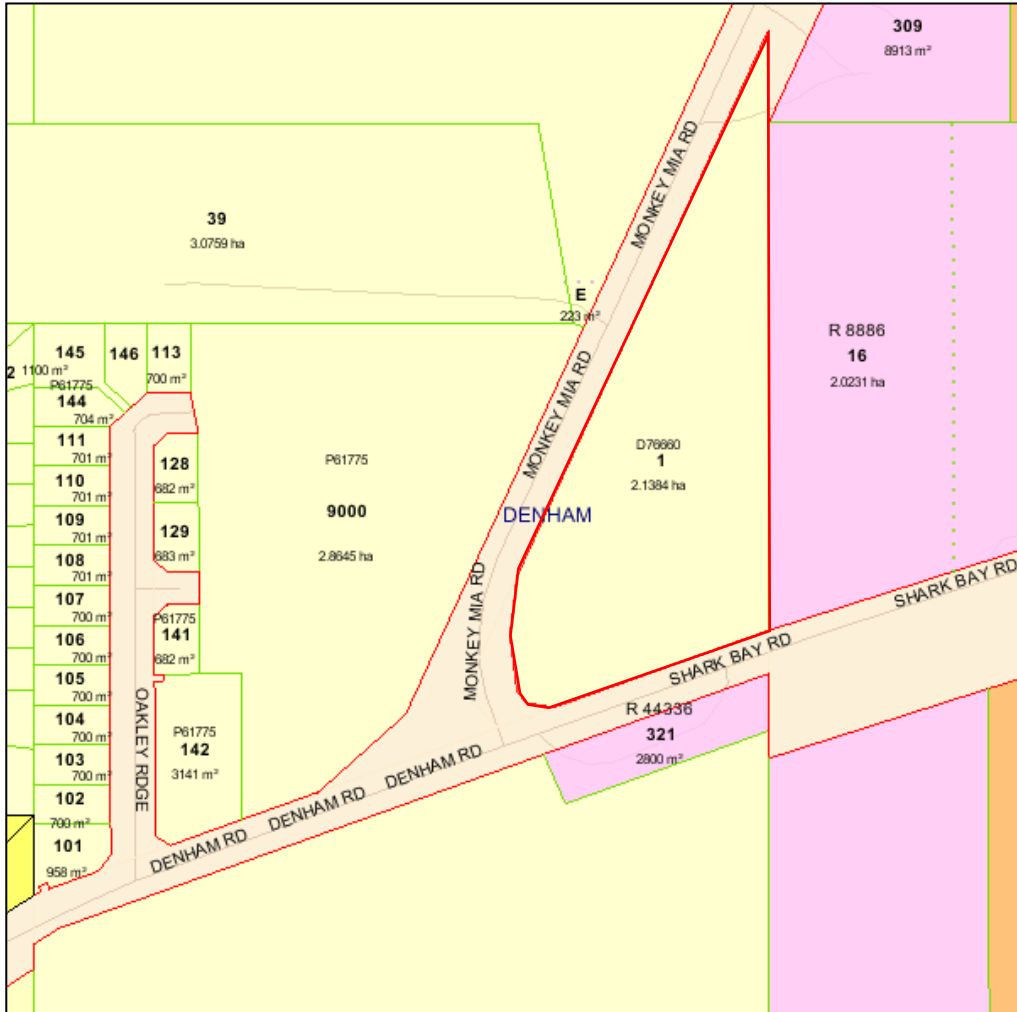 309
8913 m²
MONKEY MIA RD
39
3.0759 ha
E
223 m²
R 8886
16
2.0231 ha
145
146
113
2
1100 m²
700 m²
P61775
144
704 m²
MONKEY MIA RD
111
701 m²
128
682 m²
P61775
D76660
1
2.1384 ha
110
701 m²
9000
DENHAM
109
701 m²
129
683 m²
2.8645 ha
108
701 m²
SHARK BAY RD
107
700 m²
MONKEY MIA RD
P61775
141
682 m²
106
700 m²
SHARK BAY RD
105
700 m²
OAKLEY RDGE
R 44336
321
2800 m²
104
700 m²
P61775
142
3141 m²
103
700 m²
DENHAM RD
102
700 m²
DENHAM RD
101
958 m²
DENHAM RD